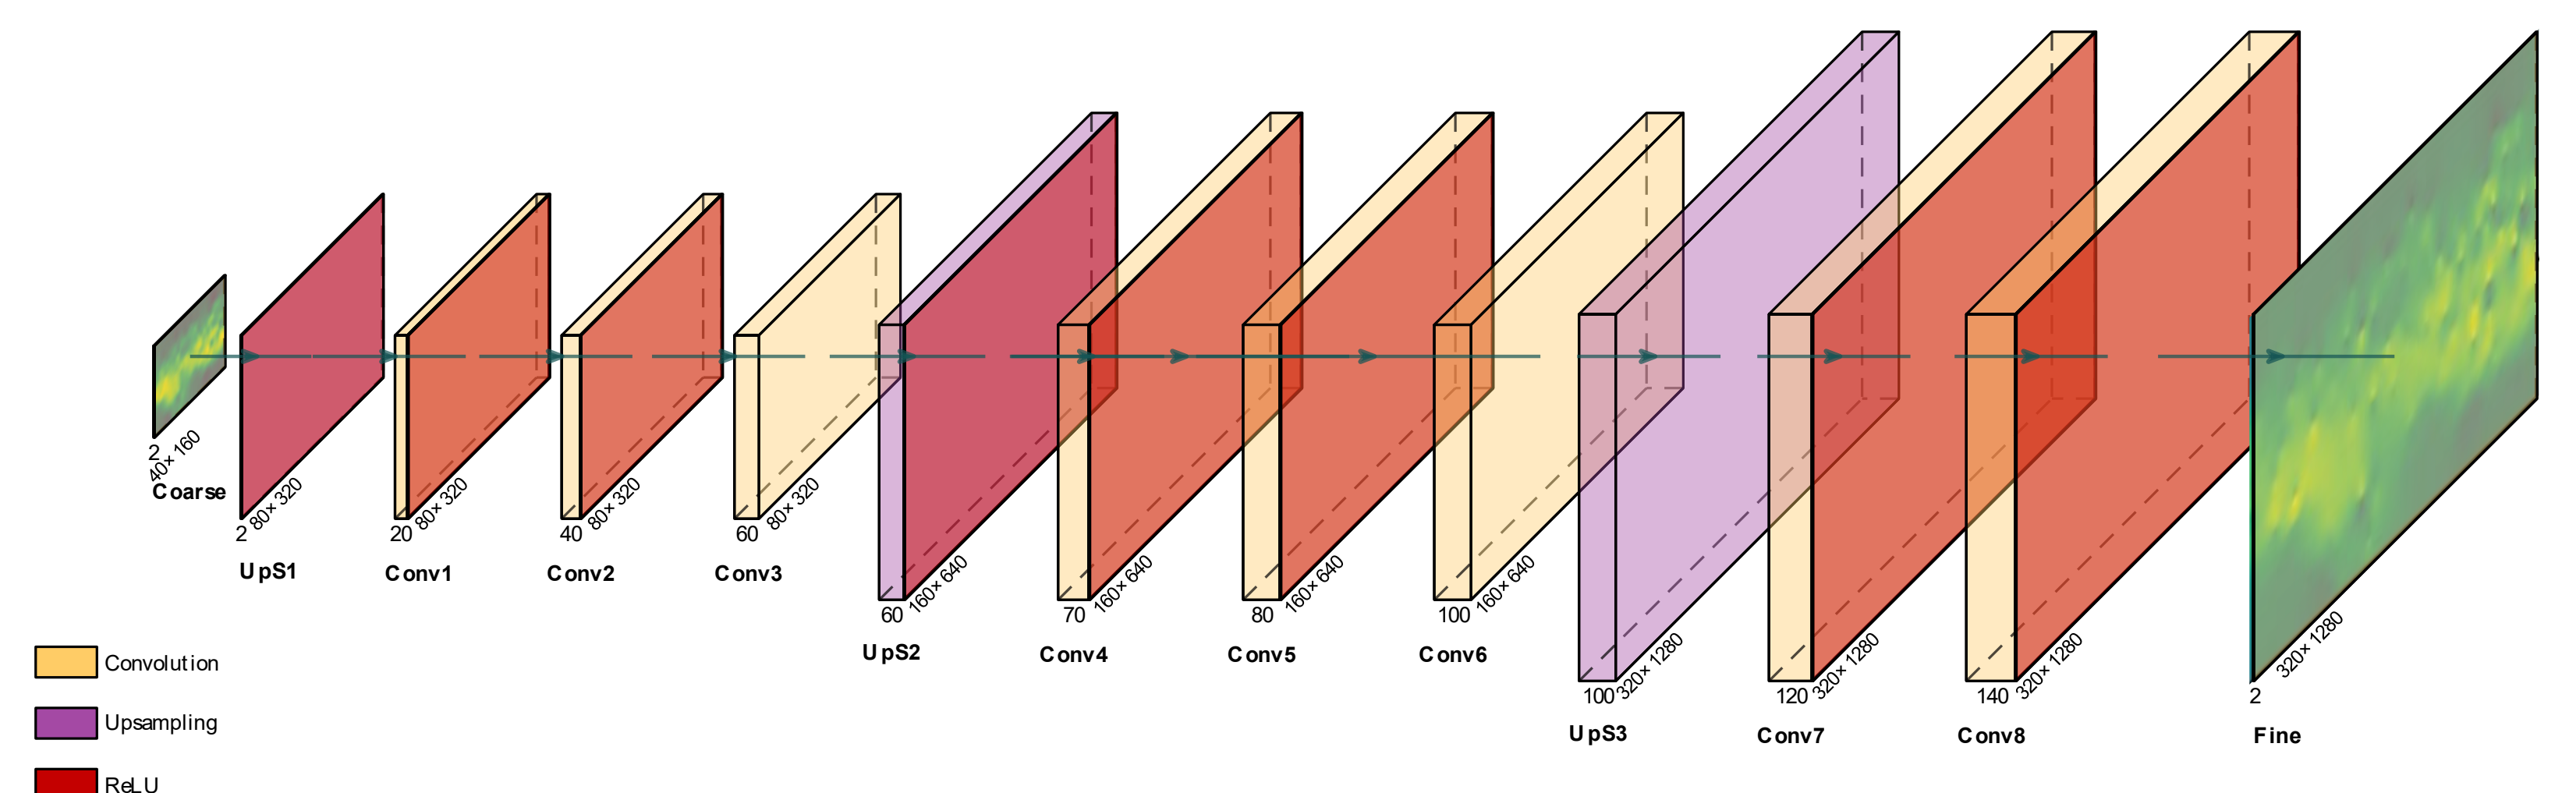 2
40×160
Coarse
2
80×320
UpS1
20
80×320
Conv1
40
80×320
Conv2
60
80×320
Conv3
60
160×640
UpS2
70
160×640
Conv4
80
160×640
Conv5
100
160×640
Conv6
100
320×1280
UpS3
120
320×1280
Conv7
140
320×1280
Conv8
2
320×1280
Fine
Convolution
Upsampling
ReLU